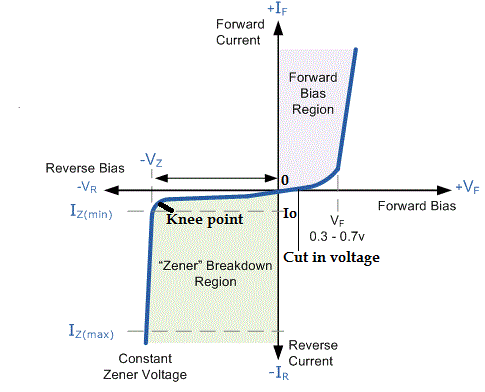 +IF
Forward
Current
Forward
Bias
Region
-VZ
0
Reverse Bias
-VR
+VF
Forward Bias
IZ(min)
Knee point
Io
VF
0.3 - 0.7v
Cut in voltage
“Zener” Breakdown
Region
IZ(max)
Constant
Zener Voltage
Reverse
Current
-IR